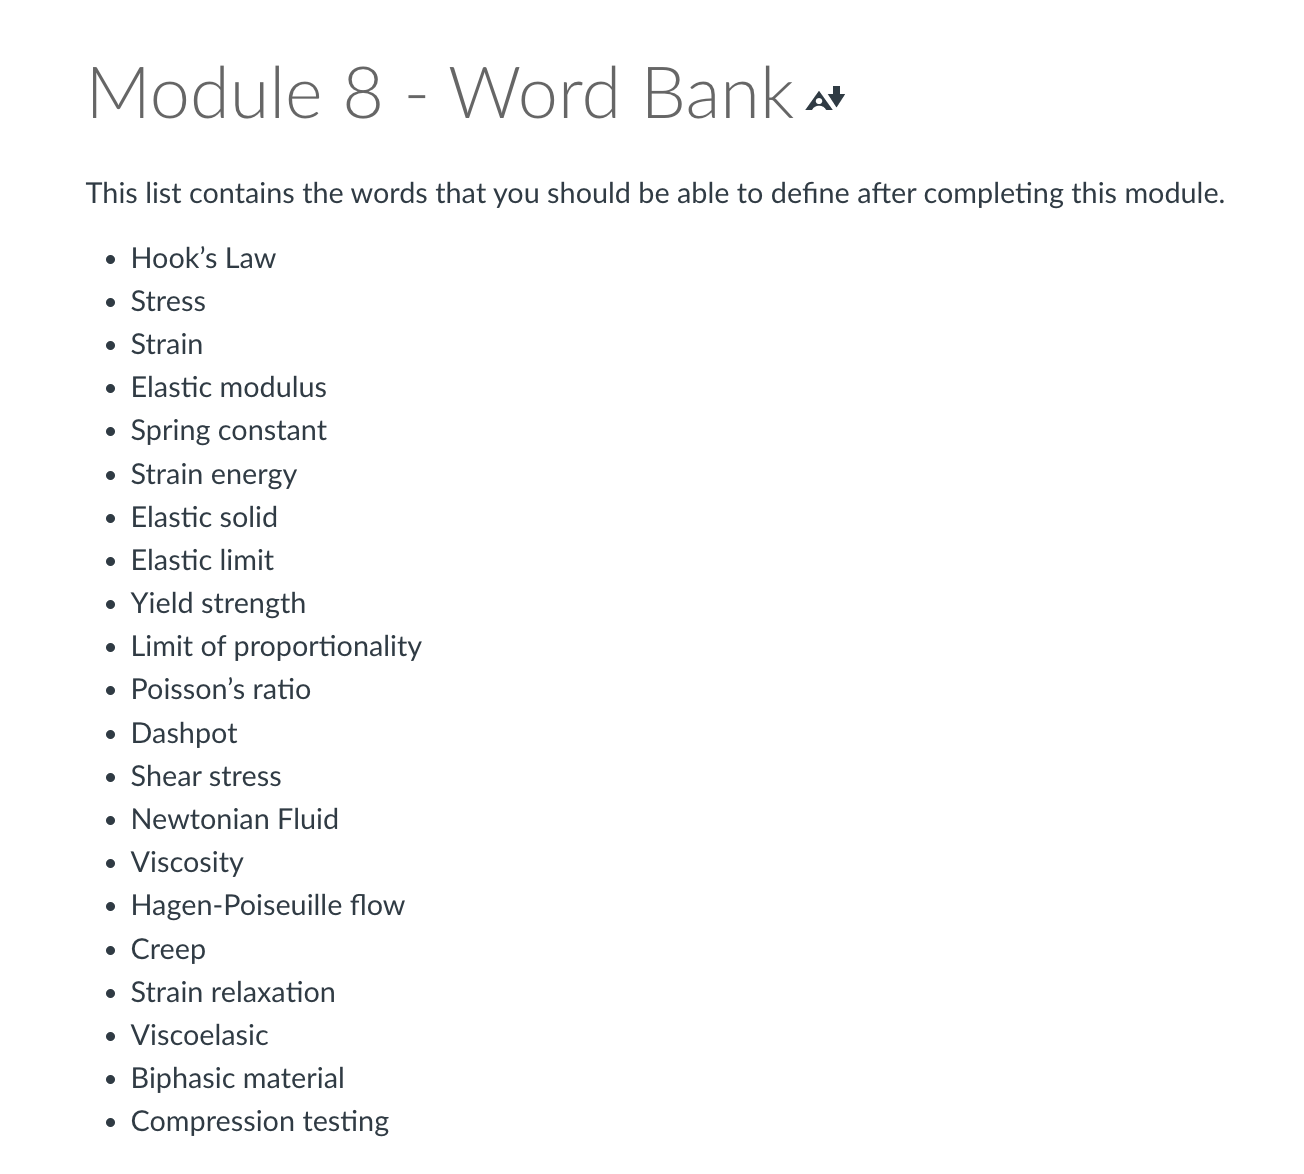 Module 8 - Word Bank
This list contains the words that you should be able to define after completing this module.
• Hook’s Law
• Stress
• Strain
• Elastic modulus
• Spring constant
• Strain energy
• Elastic solid
• Elastic limit
• Yield strength
• Limit of proportionality
• Poisson’s ratio
• Dashpot
• Shear stress
• Newtonian Fluid
• Viscosity
• Hagen-Poiseuille flow
• Creep
• Strain relaxation
• Viscoelasic
• Biphasic material
• Compression testing